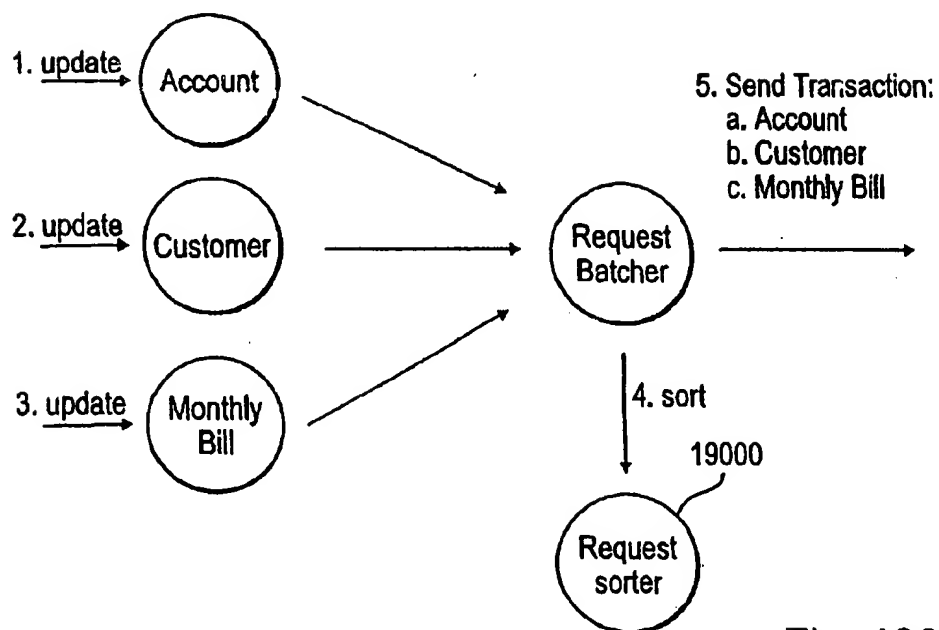 1. update
Account
5. Send Transaction:
a. Account
b. Customer
c. Monthly Bill
2. update
Customer
Request
Batcher
3. update
Monthly
Bill
4. sort
19000
Request
sorter